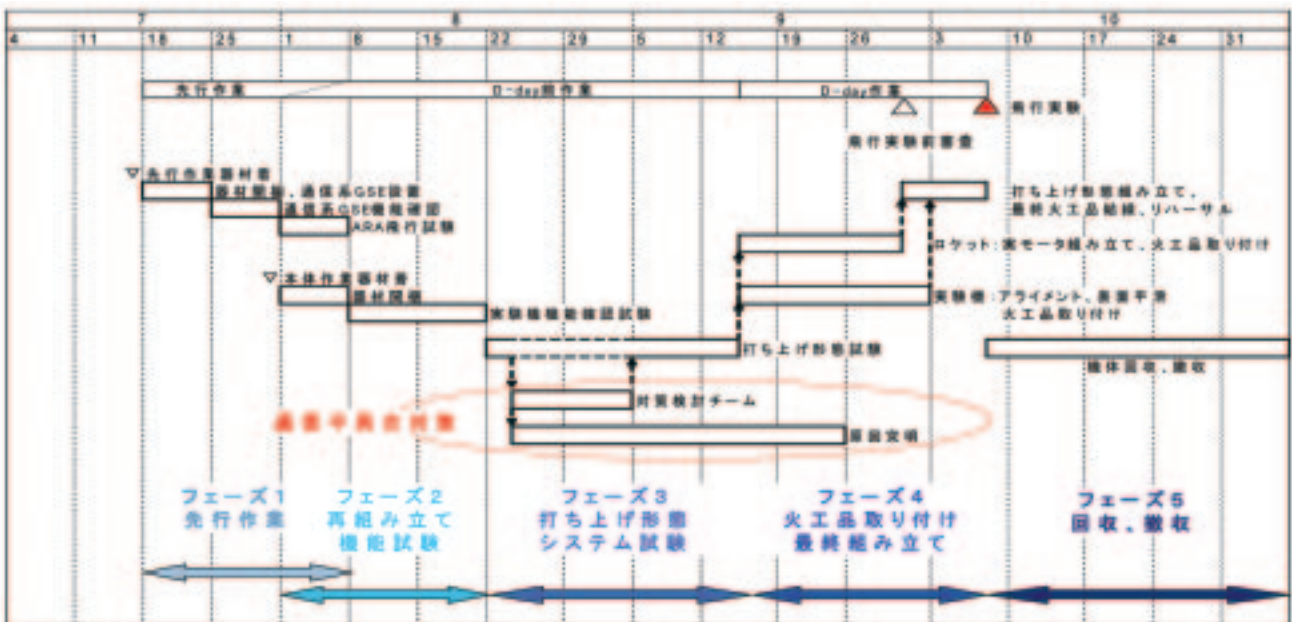 7 8 9 10
4 11 18 25 1 8 15 22 29 5 12 19 26 3 10 17 24 31
先行作業 D-day前作業 D-day作業
飛行実験
飛行実験前審査
▽先行作業器材着
器材開梱、通信系GSE設置
通信系GSE機能確認
ARA飛行試験
打ち上げ形態組み立て、
最終火工品結線、リハーサル
ロケット:実モータ組み立て、火工品取り付け
▽本体作業器材着
器材開梱
実験機:アライメント、表面平滑
火工品取り付け
実験機機能確認試験
打ち上げ形態試験
機体回収、撤収
対策検討チーム
原因究明
フェーズ1
先行作業
フェーズ2
再組み立て
機能試験
フェーズ3
打ち上げ形態
システム試験
フェーズ4
火工品取り付け
最終組み立て
フェーズ5
回収、撤収